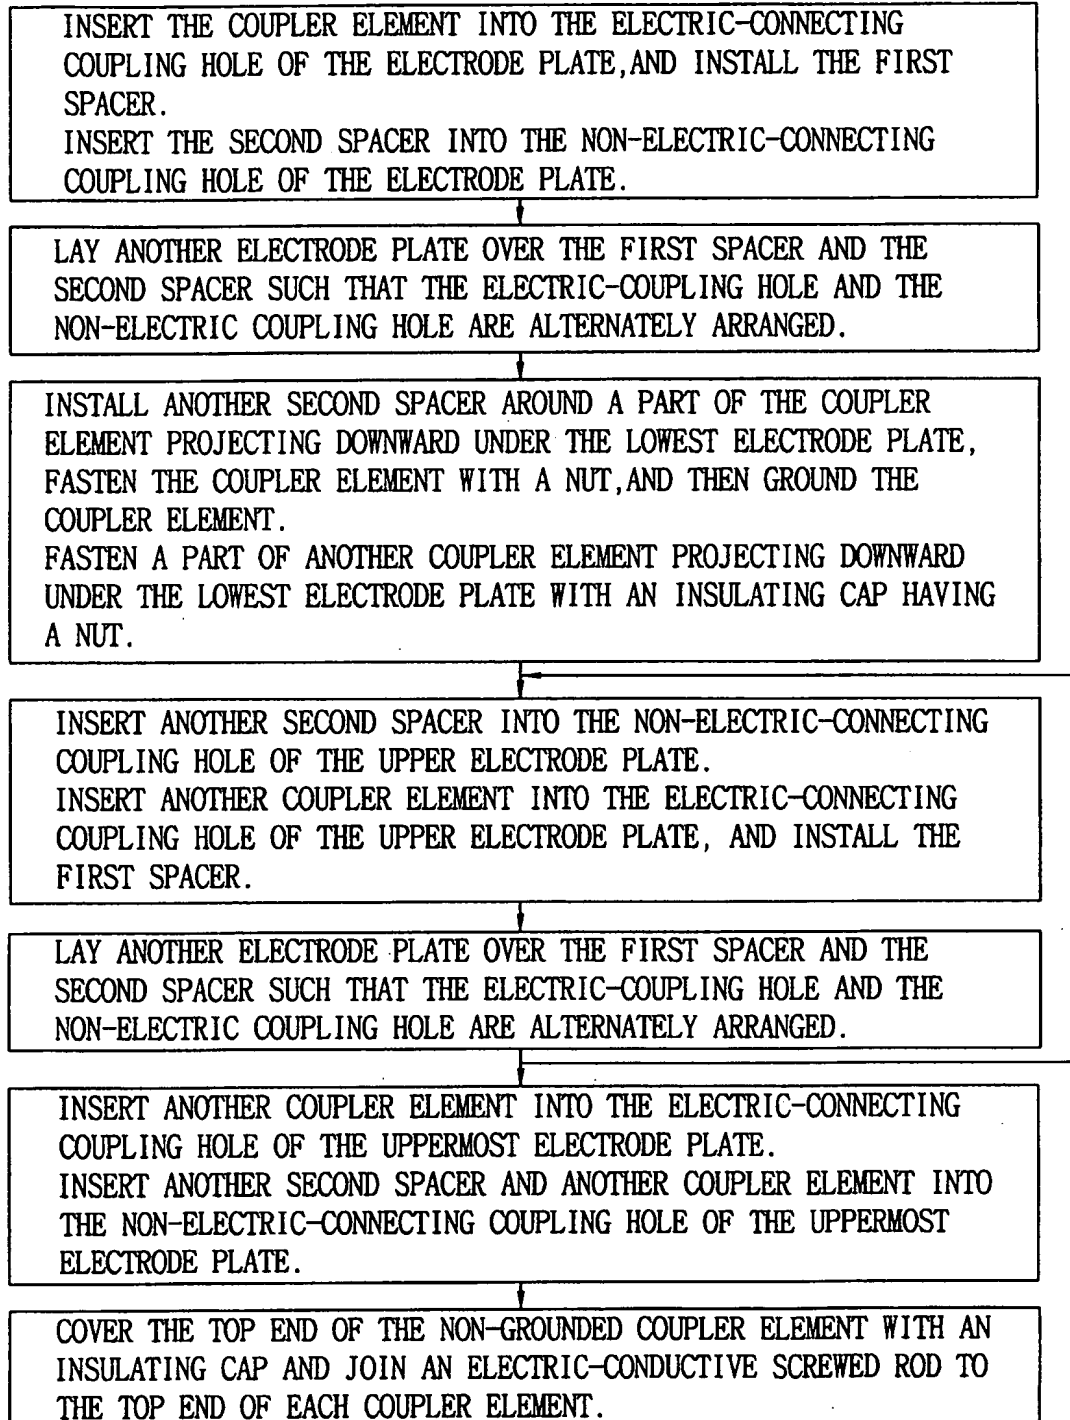 INSERT THE COUPLER ELEMENT INTO THE ELECTRIC-CONNECTING
COUPLING HOLE OF THE ELECTRODE PLATE,AND INSTALL THE FIRST
SPACER.
INSERT THE SECOND SPACER INTO THE NON-ELECTRIC-CONNECTING
COUPLING HOLE OF THE ELECTRODE PLATE.
LAY ANOTHER ELECTRODE PLATE OVER THE FIRST SPACER AND THE
SECOND SPACER SUCH THAT THE ELECTRIC-COUPLING HOLE AND THE
NON-ELECTRIC COUPLING HOLE ARE ALTERNATELY ARRANGED.
INSTALL ANOTHER SECOND SPACER AROUND A PART OF THE COUPLER
ELEMENT PROJECTING DOWNWARD UNDER THE LOWEST ELECTRODE PLATE,
FASTEN THE COUPLER ELEMENT WITH A NUT,AND THEN GROUND THE
COUPLER ELEMENT.
FASTEN A PART OF ANOTHER COUPLER ELEMENT PROJECTING DOWNWARD
UNDER THE LOWEST ELECTRODE PLATE WITH AN INSULATING CAP HAVING
A NUT.
INSERT ANOTHER SECOND SPACER INTO THE NON-ELECTRIC-CONNECTING
COUPLING HOLE OF THE UPPER ELECTRODE PLATE.
INSERT ANOTHER COUPLER ELEMENT INTO THE ELECTRIC-CONNECTING
COUPLING HOLE OF THE UPPER ELECTRODE PLATE, AND INSTALL THE
FIRST SPACER.
LAY ANOTHER ELECTRODE PLATE OVER THE FIRST SPACER AND THE
SECOND SPACER SUCH THAT THE ELECTRIC-COUPLING HOLE AND THE
NON-ELECTRIC COUPLING HOLE ARE ALTERNATELY ARRANGED.
INSERT ANOTHER COUPLER ELEMENT INTO THE ELECTRIC-CONNECTING
COUPLING HOLE OF THE UPPERMOST ELECTRODE PLATE.
INSERT ANOTHER SECOND SPACER AND ANOTHER COUPLER ELEMENT INTO
THE NON-ELECTRIC-CONNECTING COUPLING HOLE OF THE UPPERMOST
ELECTRODE PLATE.
COVER THE TOP END OF THE NON-GROUNDED COUPLER ELEMENT WITH AN
INSULATING CAP AND JOIN AN ELECTRIC-CONDUCTIVE SCREWED ROD TO
THE TOP END OF EACH COUPLER ELEMENT.